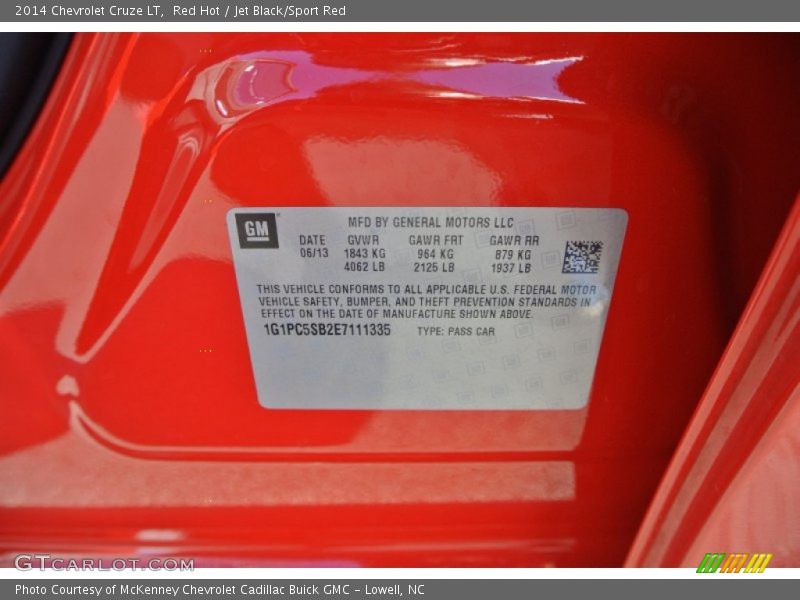 2014 Chevrolet Cruze LT,  Red Hot / Jet Black/Sport Red
GM
MFD BY GENERAL MOTORS LLC
DATE GVWR GAWR FRT GAWR RR
06/13 1843 KG 964 KG 879 KG
4062 LB 2125 LB 1937 LB
THIS VEHICLE CONFORMS TO ALL APPLICABLE U.S. FEDERAL MOTOR
VEHICLE SAFETY, BUMPER, AND THEFT PREVENTION STANDARDS IN
EFFECT ON THE DATE OF MANUFACTURE SHOWN ABOVE.
1G1PC5SB2E7111335 TYPE: PASS CAR
GTCARLOT.COM
Photo Courtesy of McKenney Chevrolet Cadillac Buick GMC - Lowell, NC